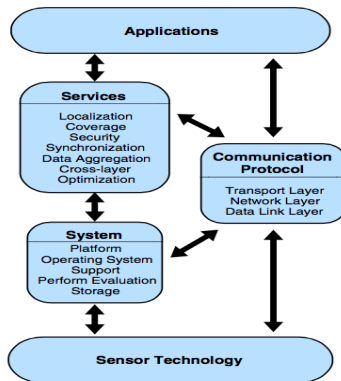 Applications
Services
Localization
Coverage
Security
Synchronization
Data Aggregation
Cross-layer
Optimization
Communication
Protocol
Transport Layer
Network Layer
Data Link Layer
System
Platform
Operating System
Support
Perform Evaluation
Storage
Sensor Technology